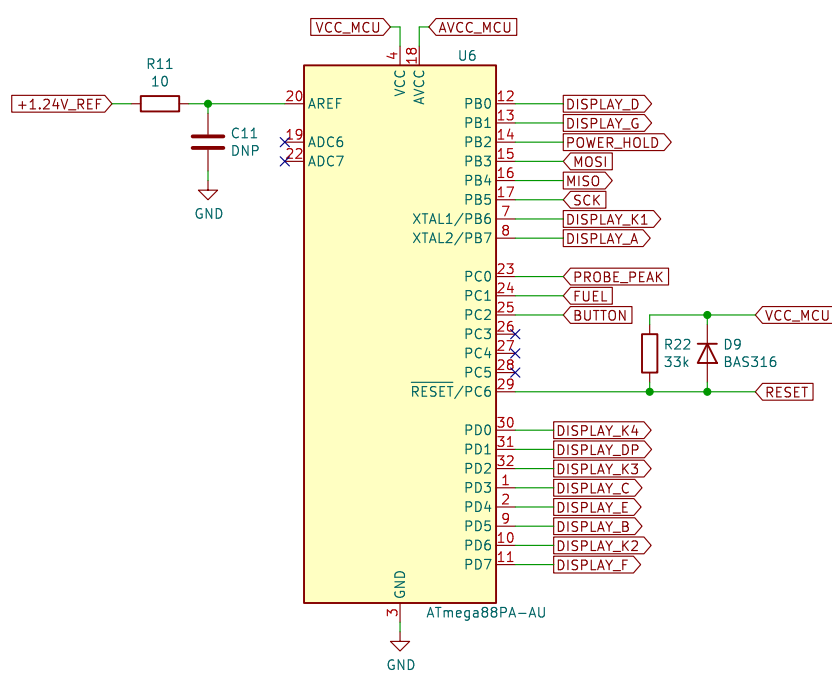 VCC_MCU AVCC_MCU
4 18
U6
R11
10
VCC AVCC
+1.24V_REF
20 AREF
PB0 12 DISPLAY_D
PB1 13 DISPLAY_G
C11
DNP
19 ADC6
PB2 14 POWER_HOLD
22 ADC7
PB3 15 MOSI
PB4 16 MISO
PB5 17 SCK
GND
XTAL1/PB6 7 DISPLAY_K1
XTAL2/PB7 8 DISPLAY_A
PC0 23 PROBE_PEAK
PC1 24 FUEL
PC2 25 BUTTON
VCC_MCU
PC3 26
PC4 27
PC5 28
R22
33k
D9
BAS316
RESET/PC6 29
RESET
PD0 30 DISPLAY_K4
PD1 31 DISPLAY_DP
PD2 32 DISPLAY_K3
PD3 1 DISPLAY_C
PD4 2 DISPLAY_E
PD5 9 DISPLAY_B
PD6 10 DISPLAY_K2
PD7 11 DISPLAY_F
GND
3
ATmega88PA-AU
GND